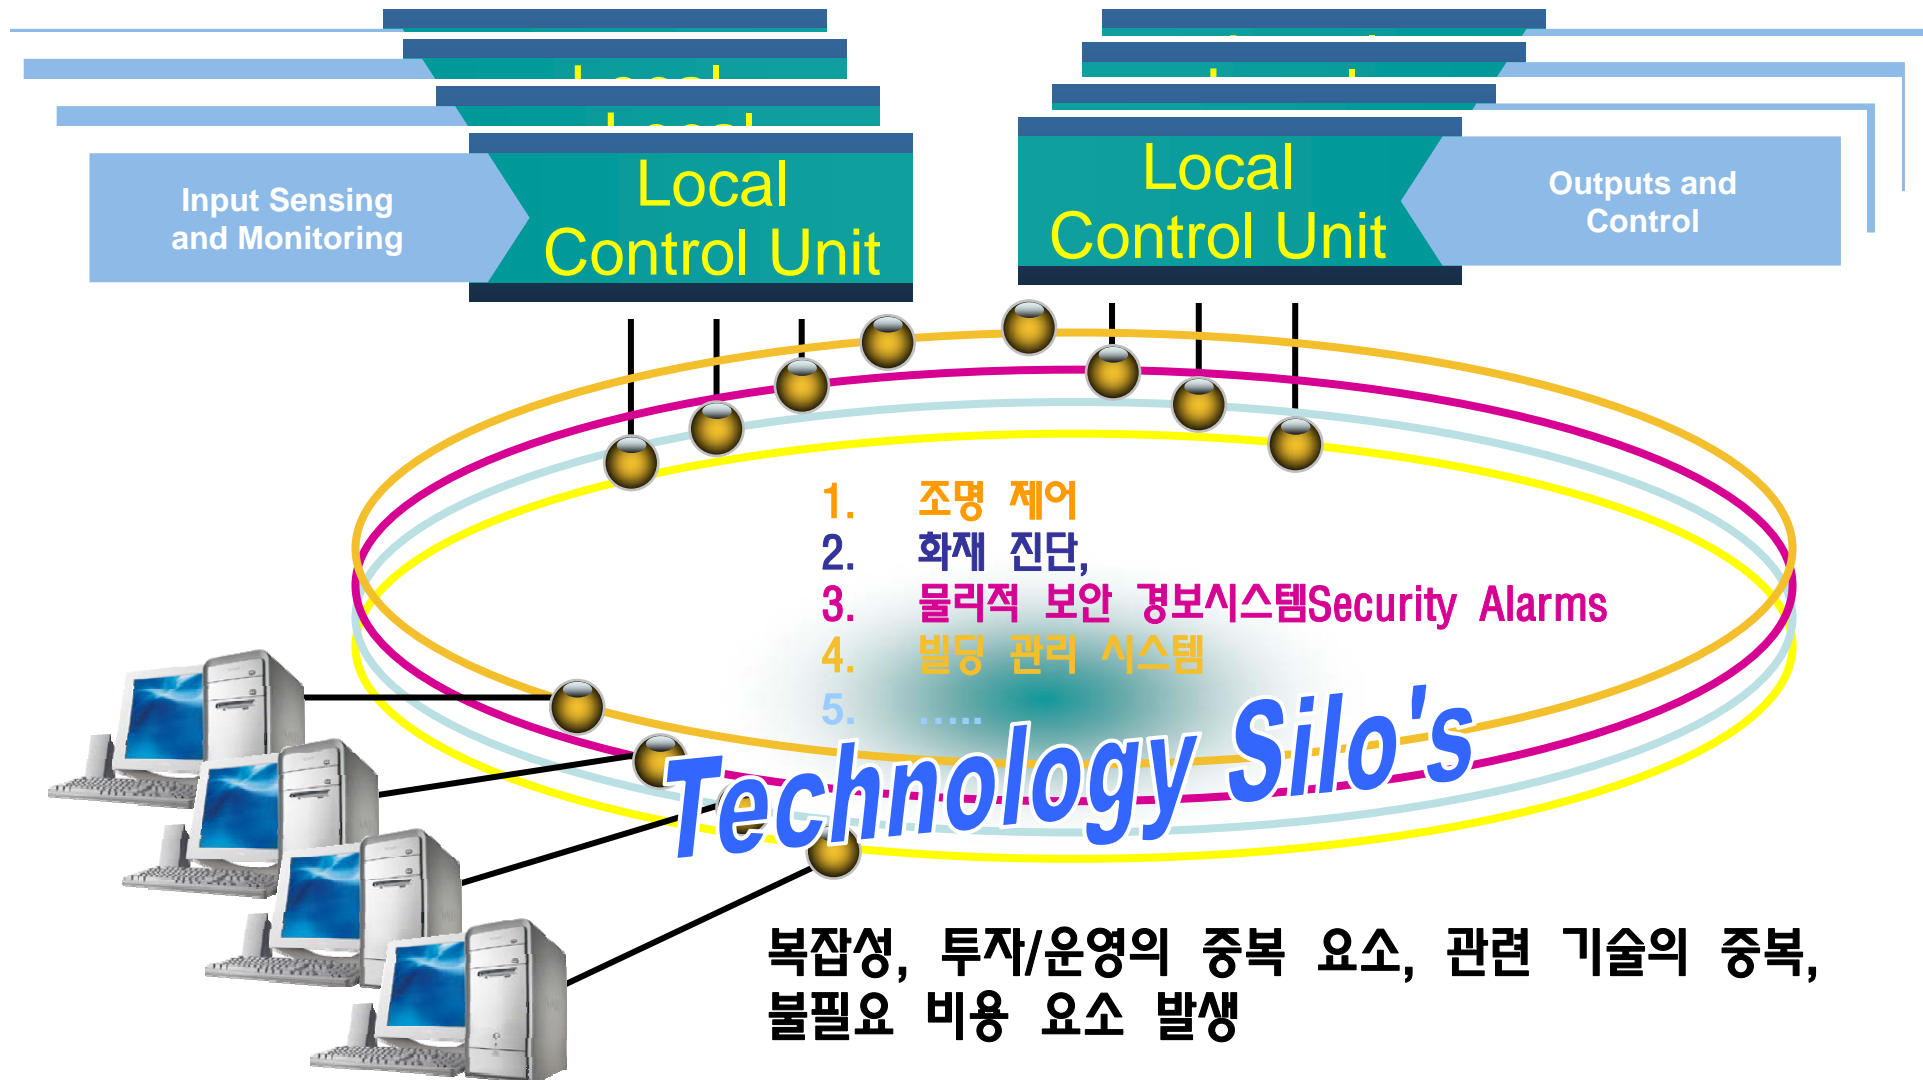 Local
Local
Local
Control Unit
Input Sensing
and Monitoring
Local
Control Unit
Outputs and
Control
1. 조명 제어
2. 화재 진단,
3. 물리적 보안 경보시스템Security Alarms
4. 빌딩 관리 시스템
5. .....
Technology Silo's
복잡성, 투자/운영의 중복 요소, 관련 기술의 중복,
불필요 비용 요소 발생